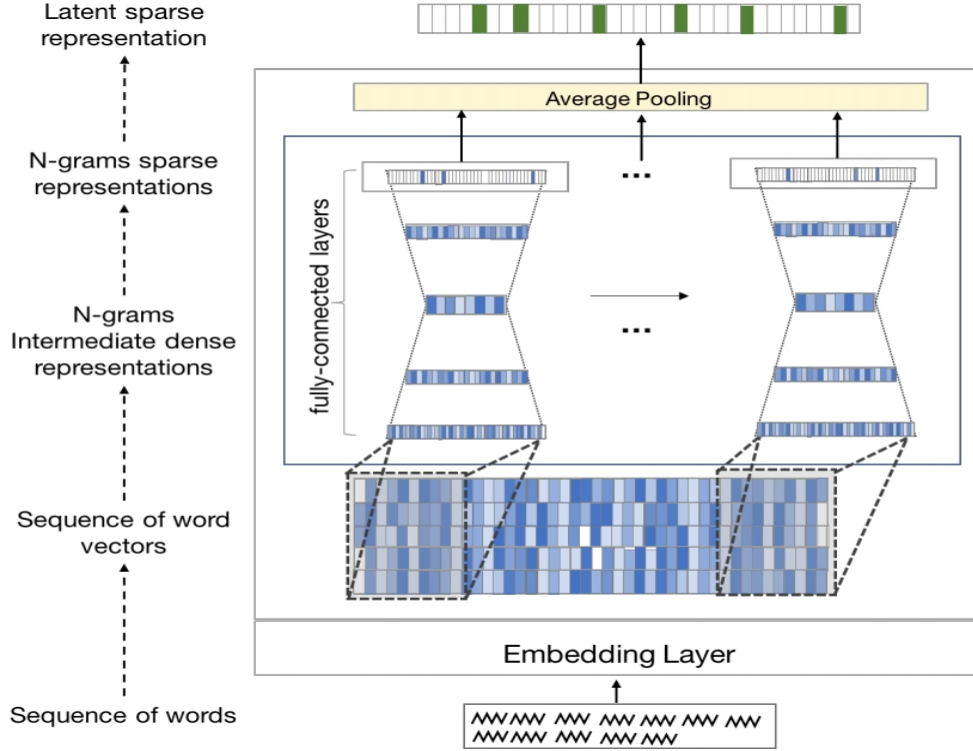 Latent sparse
representation
Average Pooling
N-grams sparse
representations
...
fully-connected layers
N-grams
Intermediate dense
representations
...
Sequence of word
vectors
Embedding Layer
Sequence of words